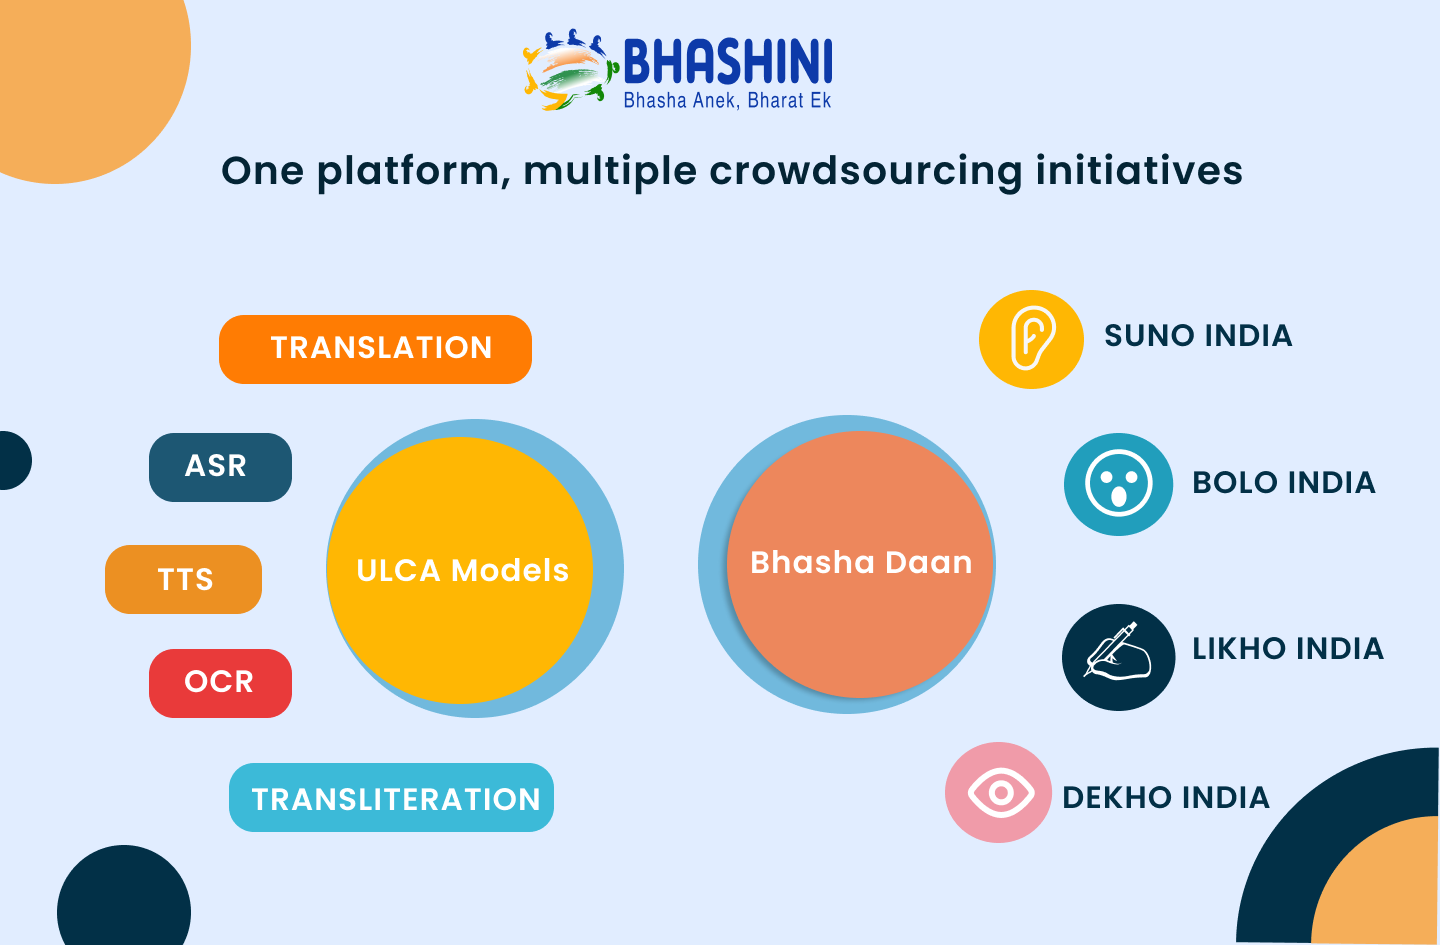 BHASHINI
Bhasha Anek, Bharat Ek
One platform, multiple crowdsourcing initiatives
TRANSLATION
ASR
TTS
OCR
TRANSLITERATION
ULCA Models
Bhasha Daan
SUNO INDIA
BOLO INDIA
LIKHO INDIA
DEKHO INDIA